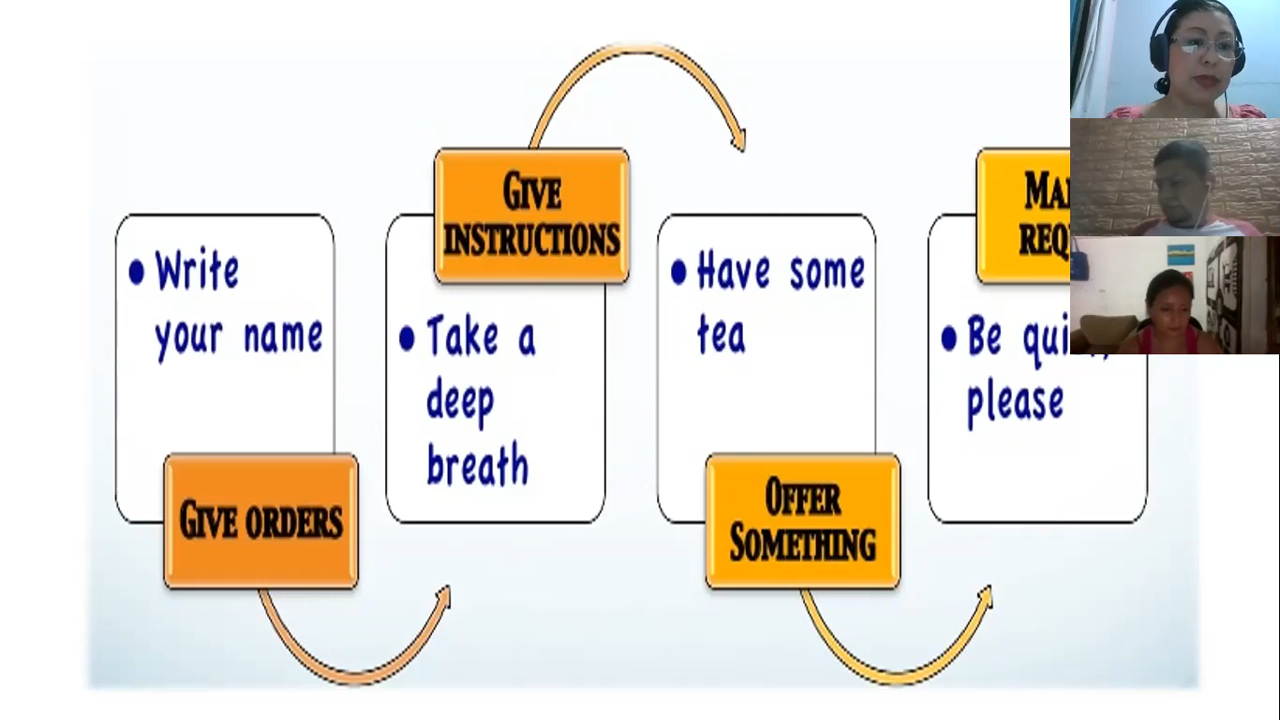 • Write
your name
GIVE ORDERS
GIVE
INSTRUCTIONS
• Take a
deep
breath
• Have some
tea
OFFER
SOMETHING
• Be
please